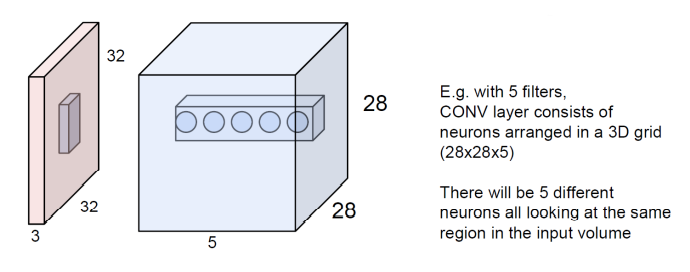 32
32
3
28
28
5
E.g. with 5 filters,
CONV layer consists of
neurons arranged in a 3D grid
(28x28x5)
There will be 5 different
neurons all looking at the same
region in the input volume